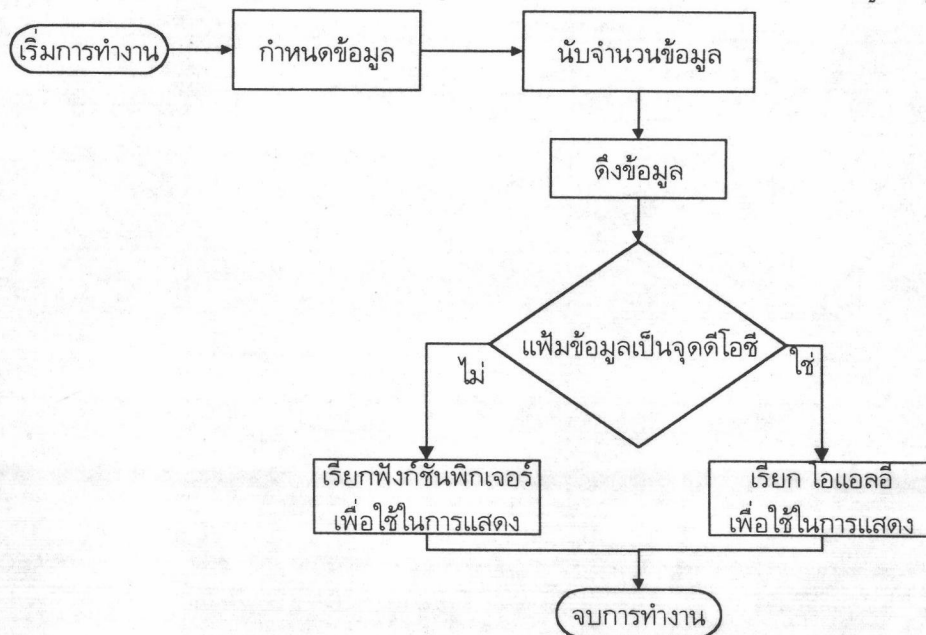 เริ่มการทำงาน
กำหนดข้อมูล
นับจำนวนข้อมูล
ดึงข้อมูล
แฟ้มข้อมูลเป็นจุดดีโอซี
ไม่
ใช่
เรียกฟังก์ชันพิกเจอร์
เพื่อใช้ในการแสดง
เรียก โอแอลอี
เพื่อใช้ในการแสดง
จบการทำงาน